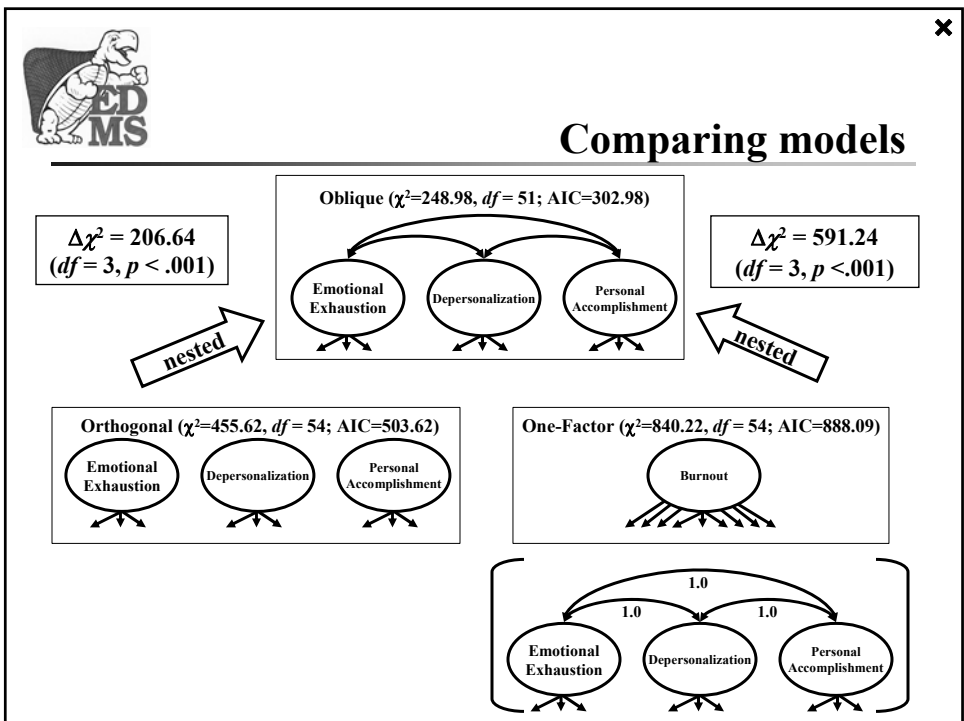 ED
MS
Comparing models
Oblique (χ²=248.98, df = 51; AIC=302.98)
Δχ² = 206.64
(df = 3, p < .001)
Δχ² = 591.24
(df = 3, p <.001)
Emotional
Exhaustion
Depersonalization
Personal
Accomplishment
nested
nested
Orthogonal (χ²=455.62, df = 54; AIC=503.62)
Emotional
Exhaustion
Depersonalization
Personal
Accomplishment
One-Factor (χ²=840.22, df = 54; AIC=888.09)
Burnout
1.0
1.0
1.0
Emotional
Exhaustion
Depersonalization
Personal
Accomplishment